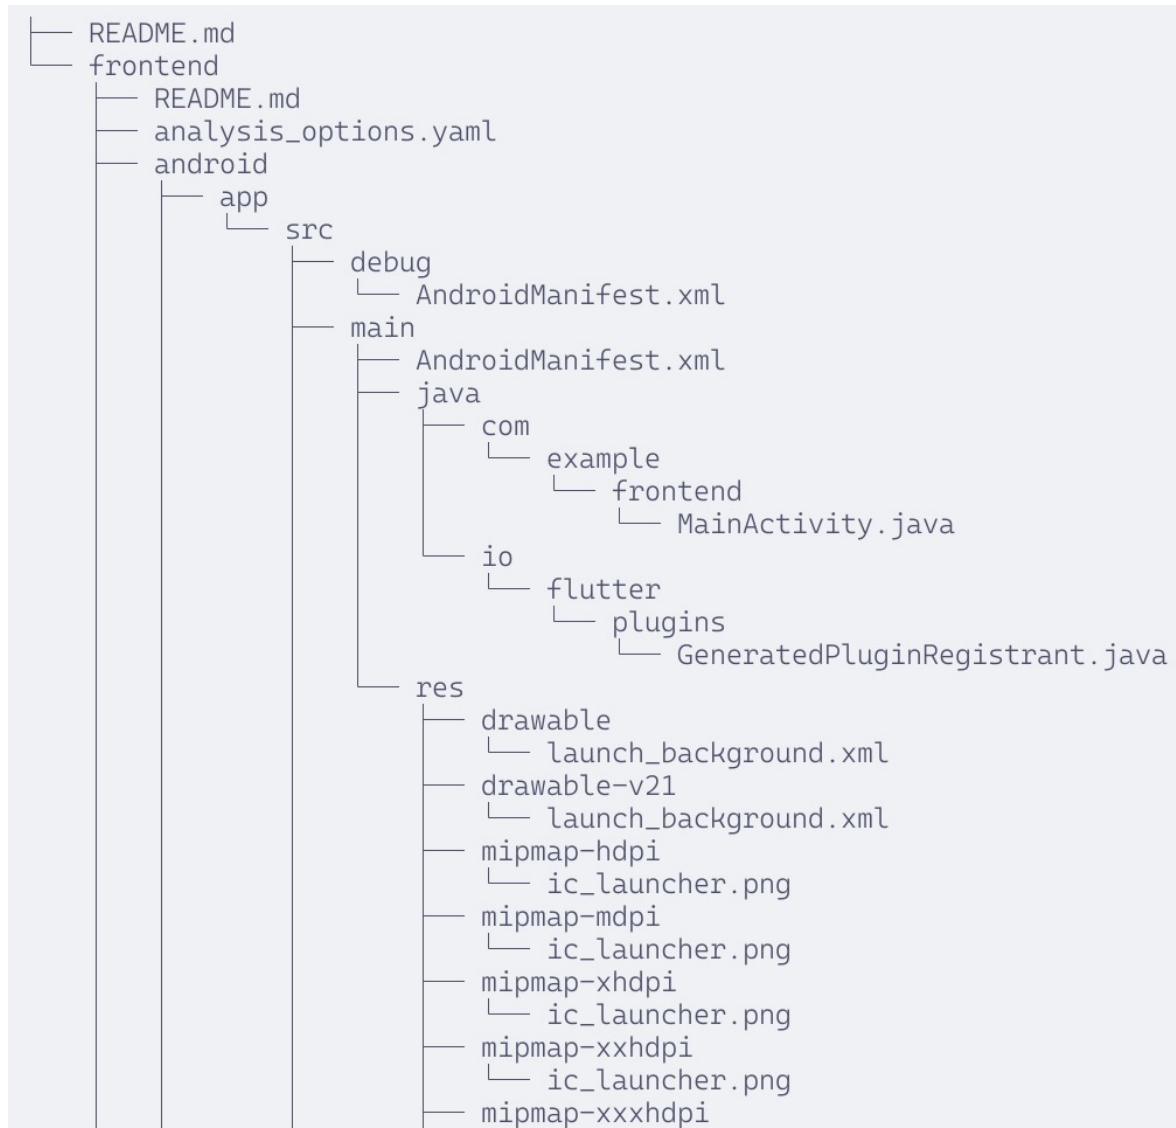 ├── README.md
└── frontend
    ├── README.md
    ├── analysis_options.yaml
    ├── android
    │   ├── app
    │   │   └── src
    │   │       ├── debug
    │   │       │   └── AndroidManifest.xml
    │   │       ├── main
    │   │       │   ├── AndroidManifest.xml
    │   │       │   ├── java
    │   │       │   │   ├── com
    │   │       │   │   │   └── example
    │   │       │   │   │       └── frontend
    │   │       │   │   │           └── MainActivity.java
    │   │       │   │   └── io
    │   │       │   │       └── flutter
    │   │       │   │           └── plugins
    │   │       │   │               └── GeneratedPluginRegistrant.java
    │   │       │   └── res
    │   │       │       ├── drawable
    │   │       │       │   └── launch_background.xml
    │   │       │       ├── drawable-v21
    │   │       │       │   └── launch_background.xml
    │   │       │       ├── mipmap-hdpi
    │   │       │       │   └── ic_launcher.png
    │   │       │       ├── mipmap-mdpi
    │   │       │       │   └── ic_launcher.png
    │   │       │       ├── mipmap-xhdpi
    │   │       │       │   └── ic_launcher.png
    │   │       │       ├── mipmap-xxhdpi
    │   │       │       │   └── ic_launcher.png
    │   │       │       ├── mipmap-xxxhdpi